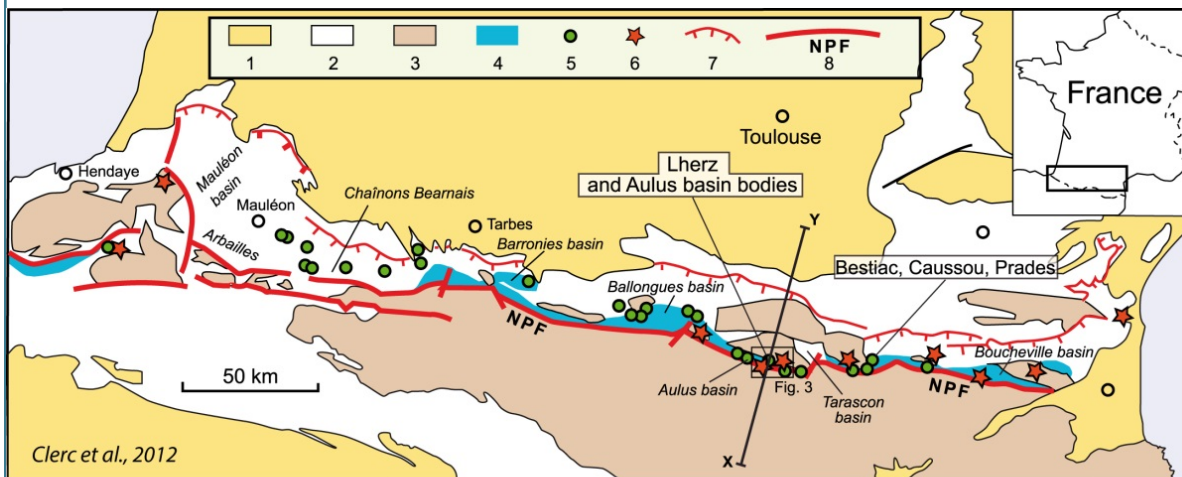 NPF
1 2 3 4 5 6 7 8
France
Toulouse
Hendaye
Mauléon
basin
Lherz
and Aulus basin bodies
Y
Chaînons Bearnais
Mauléon
Tarbes
Barronies basin
Arbailles
Bestiac, Caussou, Prades
Ballongues basin
NPF
Boucheville basin
50 km
Aulus basin
Fig. 3
NPF
Tarascon
basin
Clerc et al., 2012
X